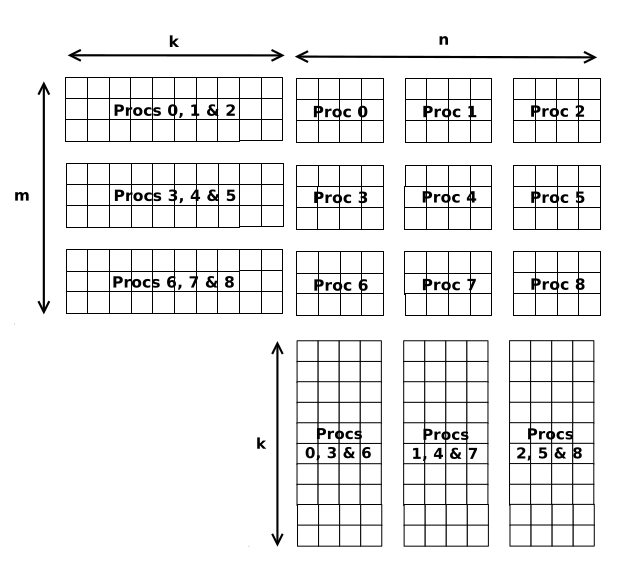 k
n
m
Procs 0, 1 & 2
Proc 0
Proc 1
Proc 2
Procs 3, 4 & 5
Proc 3
Proc 4
Proc 5
Procs 6, 7 & 8
Proc 6
Proc 7
Proc 8
k
Procs
0, 3 & 6
Procs
1, 4 & 7
Procs
2, 5 & 8